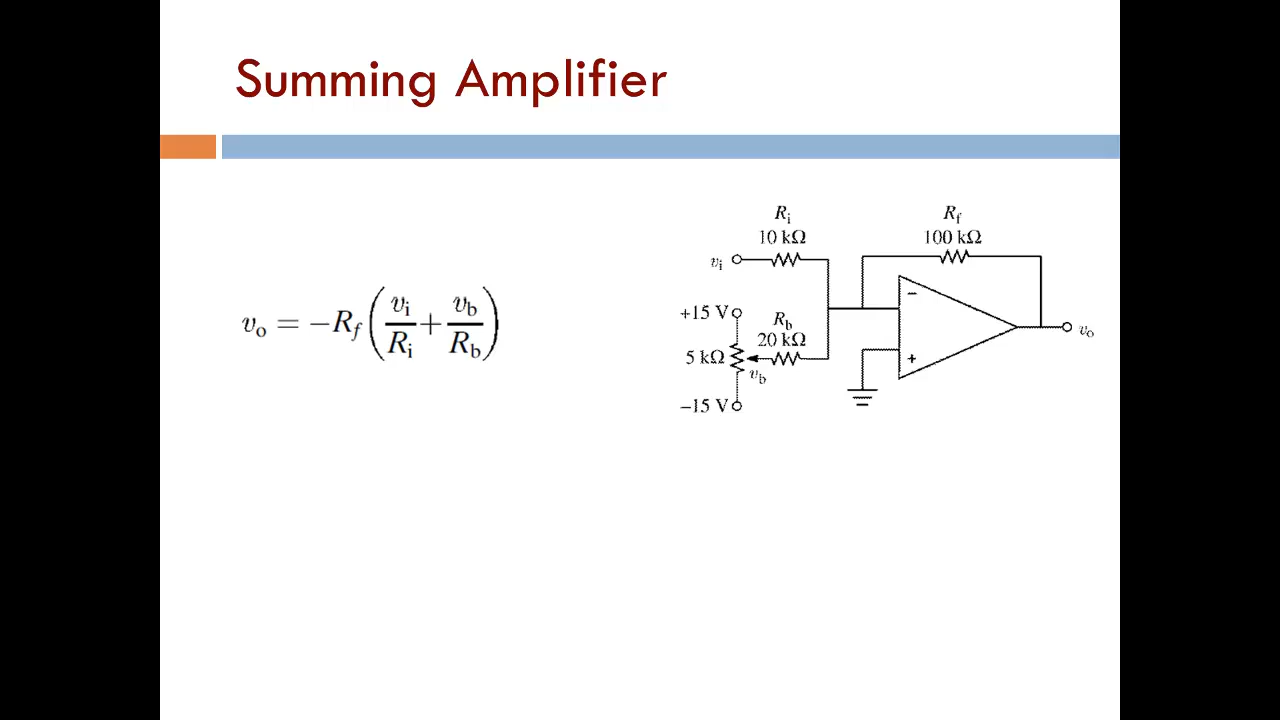 Summing Amplifier
v_o = −R_f (v_i/R_i + v_b/R_b)
R_i
10 kΩ
R_f
100 kΩ
v_i
+15 V
R_b
20 kΩ
5 kΩ
v_b
−15 V
−
+
v_o